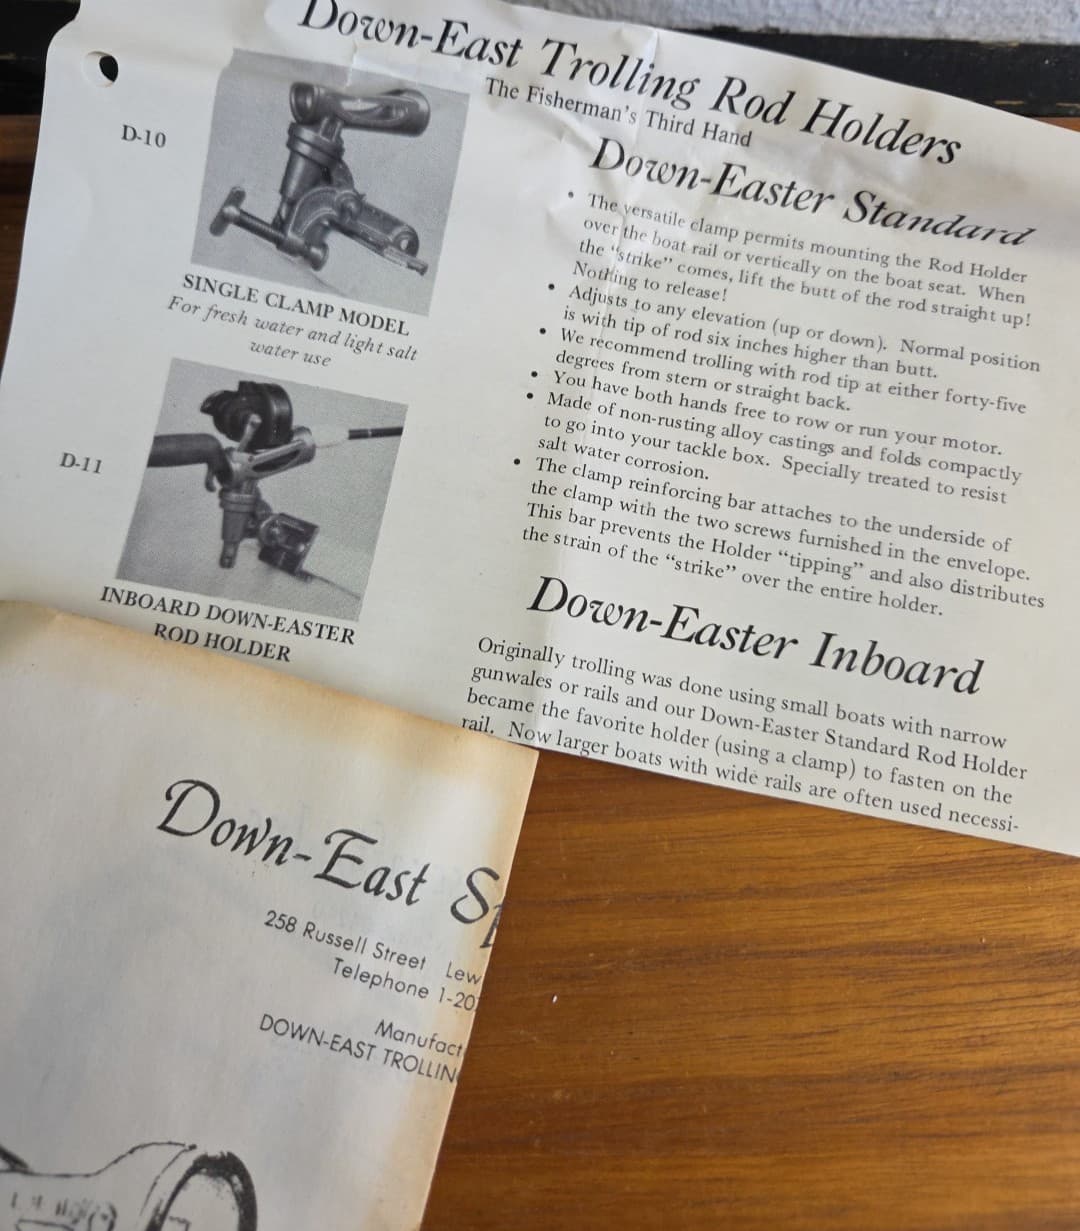 Down-East Trolling Rod Holders
The Fisherman's Third Hand
D-10
SINGLE CLAMP MODEL
For fresh water and light salt
water use
D-11
INBOARD DOWN-EASTER
ROD HOLDER
Down-Easter Standard
• The versatile clamp permits mounting the Rod Holder
over the boat rail or vertically on the boat seat. When
the "strike" comes, lift the butt of the rod straight up!
Nothing to release!
• Adjusts to any elevation (up or down). Normal position
is with tip of rod six inches higher than butt.
• We recommend trolling with rod tip at either forty-five
degrees from stern or straight back.
• You have both hands free to row or run your motor.
• Made of non-rusting alloy castings and folds compactly
to go into your tackle box. Specially treated to resist
salt water corrosion.
• The clamp reinforcing bar attaches to the underside of
the clamp with the two screws furnished in the envelope.
This bar prevents the Holder "tipping" and also distributes
the strain of the "strike" over the entire holder.
Down-Easter Inboard
Originally trolling was done using small boats with narrow
gunwales or rails and our Down-Easter Standard Rod Holder
became the favorite holder (using a clamp) to fasten on the
rail. Now larger boats with wide rails are often used necessi-
Down-East
258 Russell Street Lew
Telephone 1-20
Manufact
DOWN-EAST TROLLIN